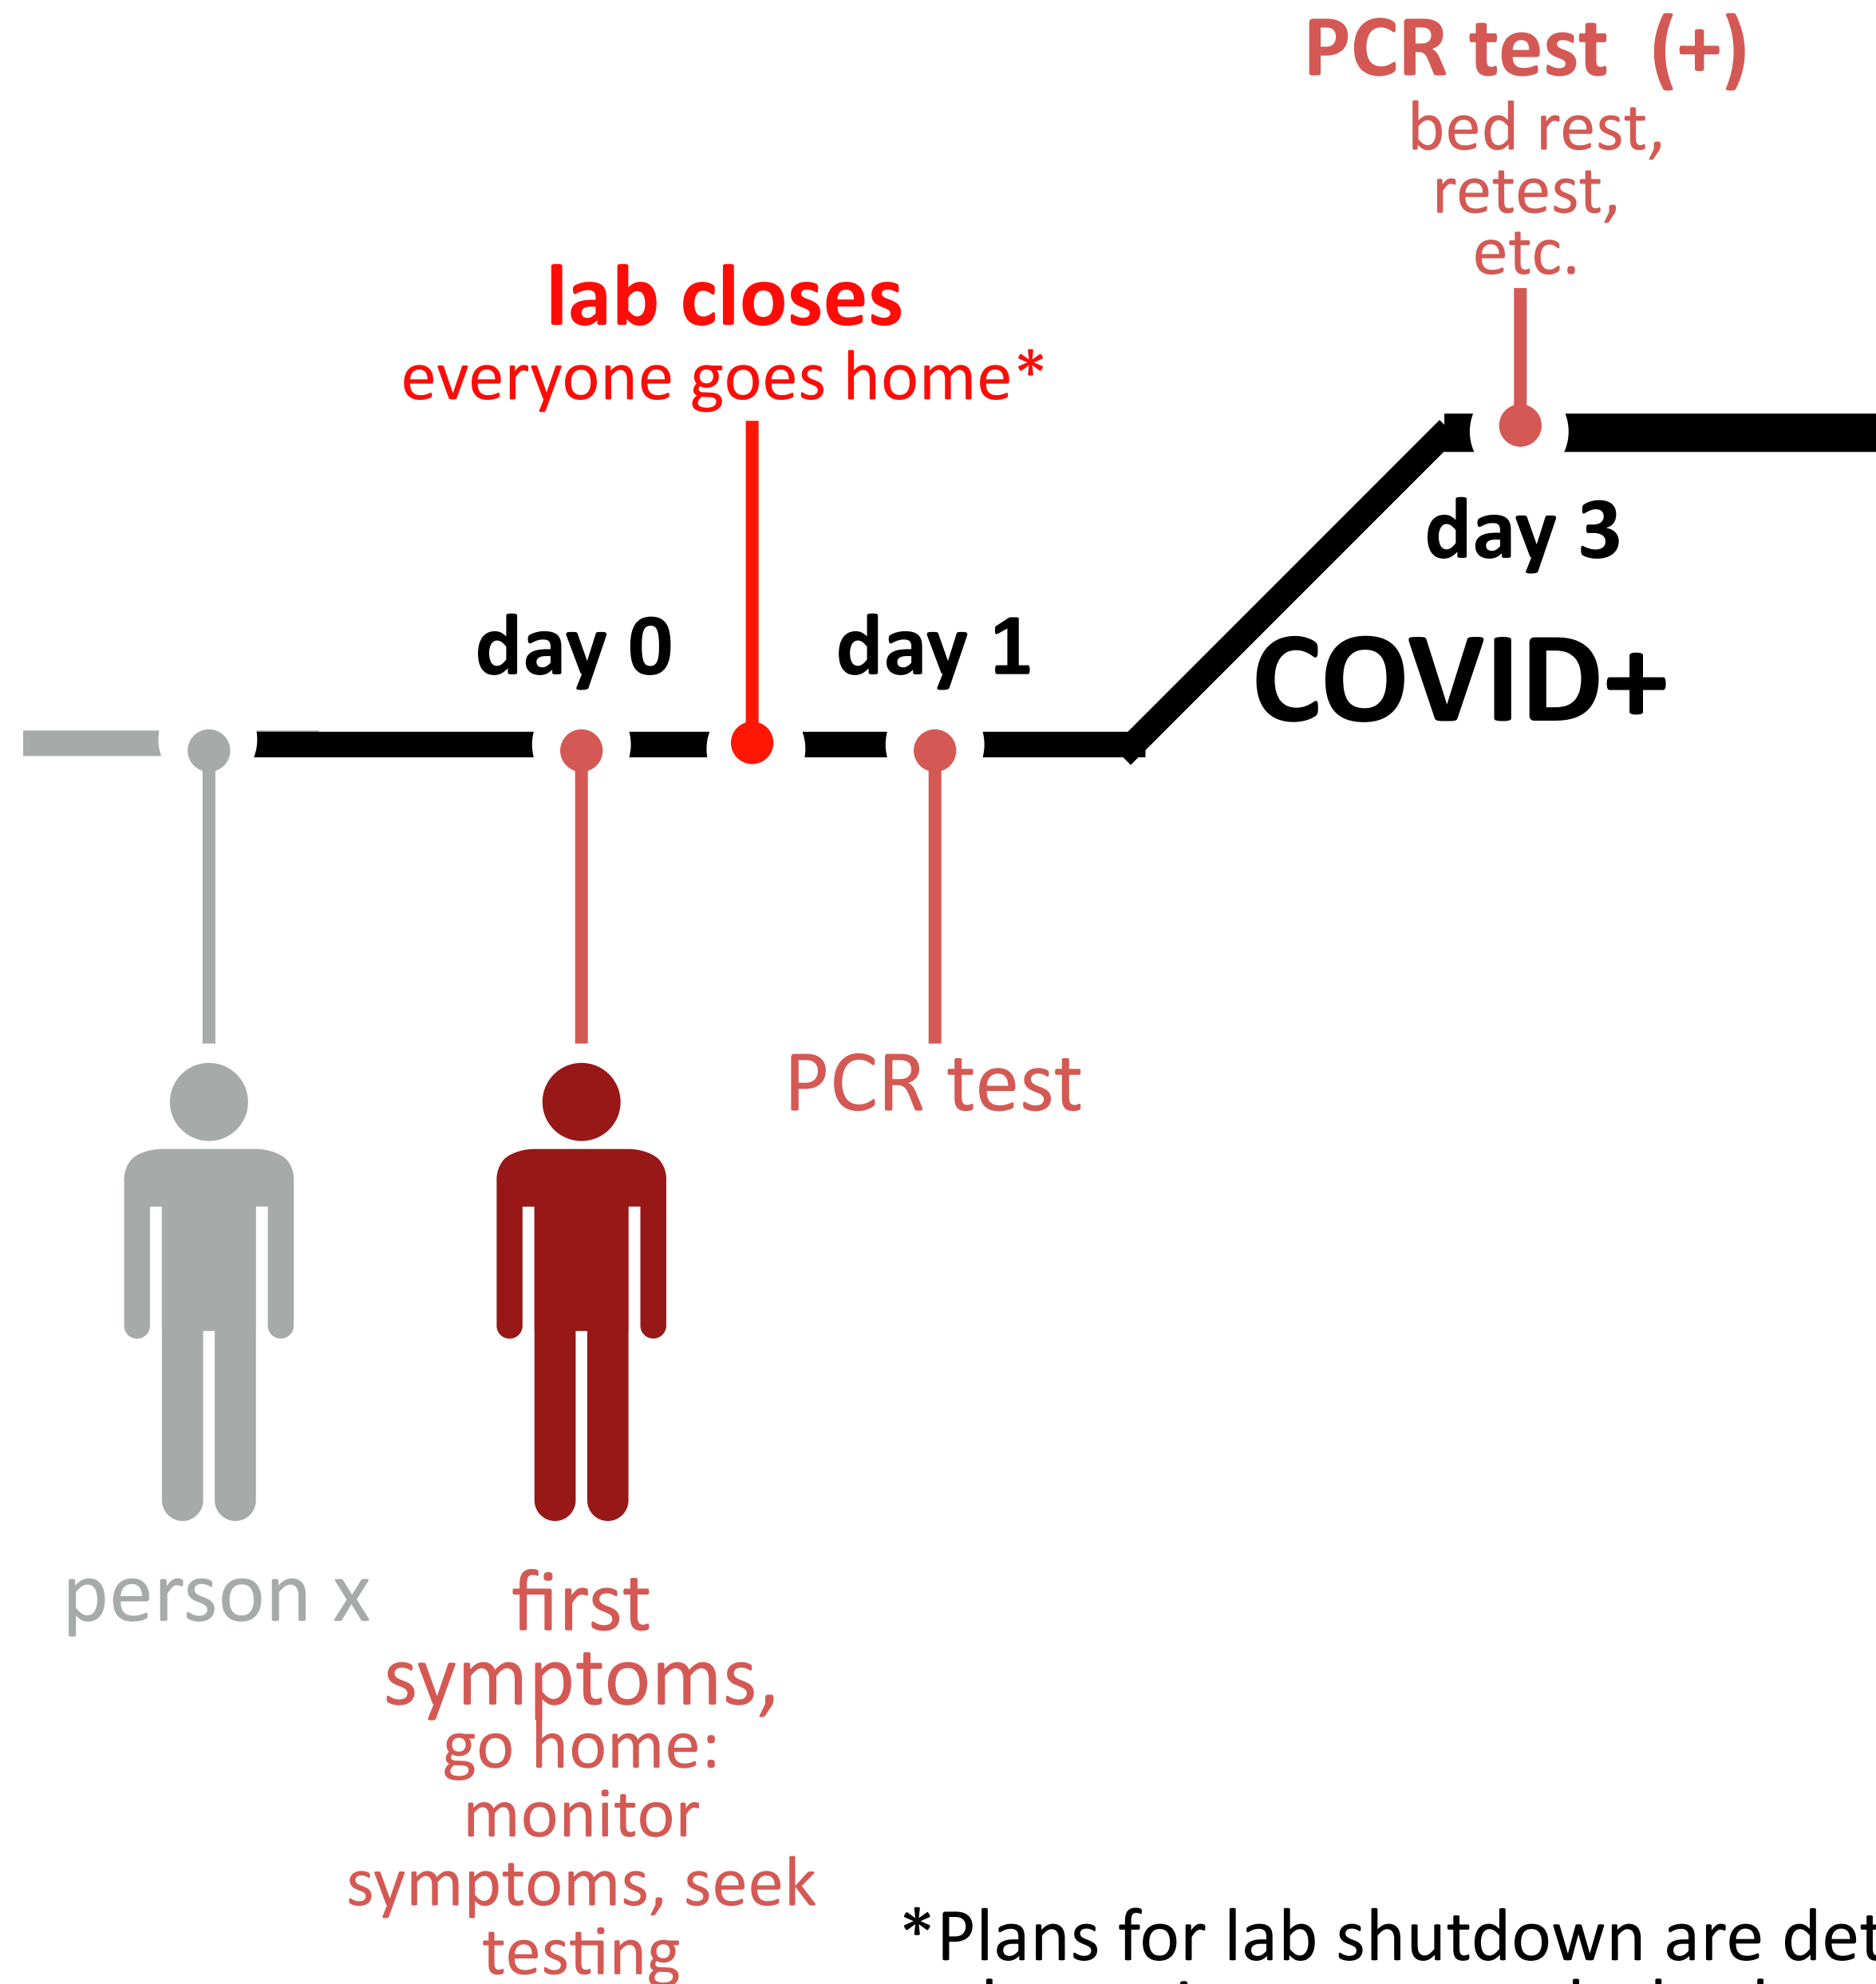 PCR test (+)
bed rest,
retest,
etc.
lab closes
everyone goes home*
day 3
day 0
day 1
COVID+
PCR test
person x
first
symptoms,
go home:
monitor
symptoms, seek
testing
*Plans for lab shutdown are